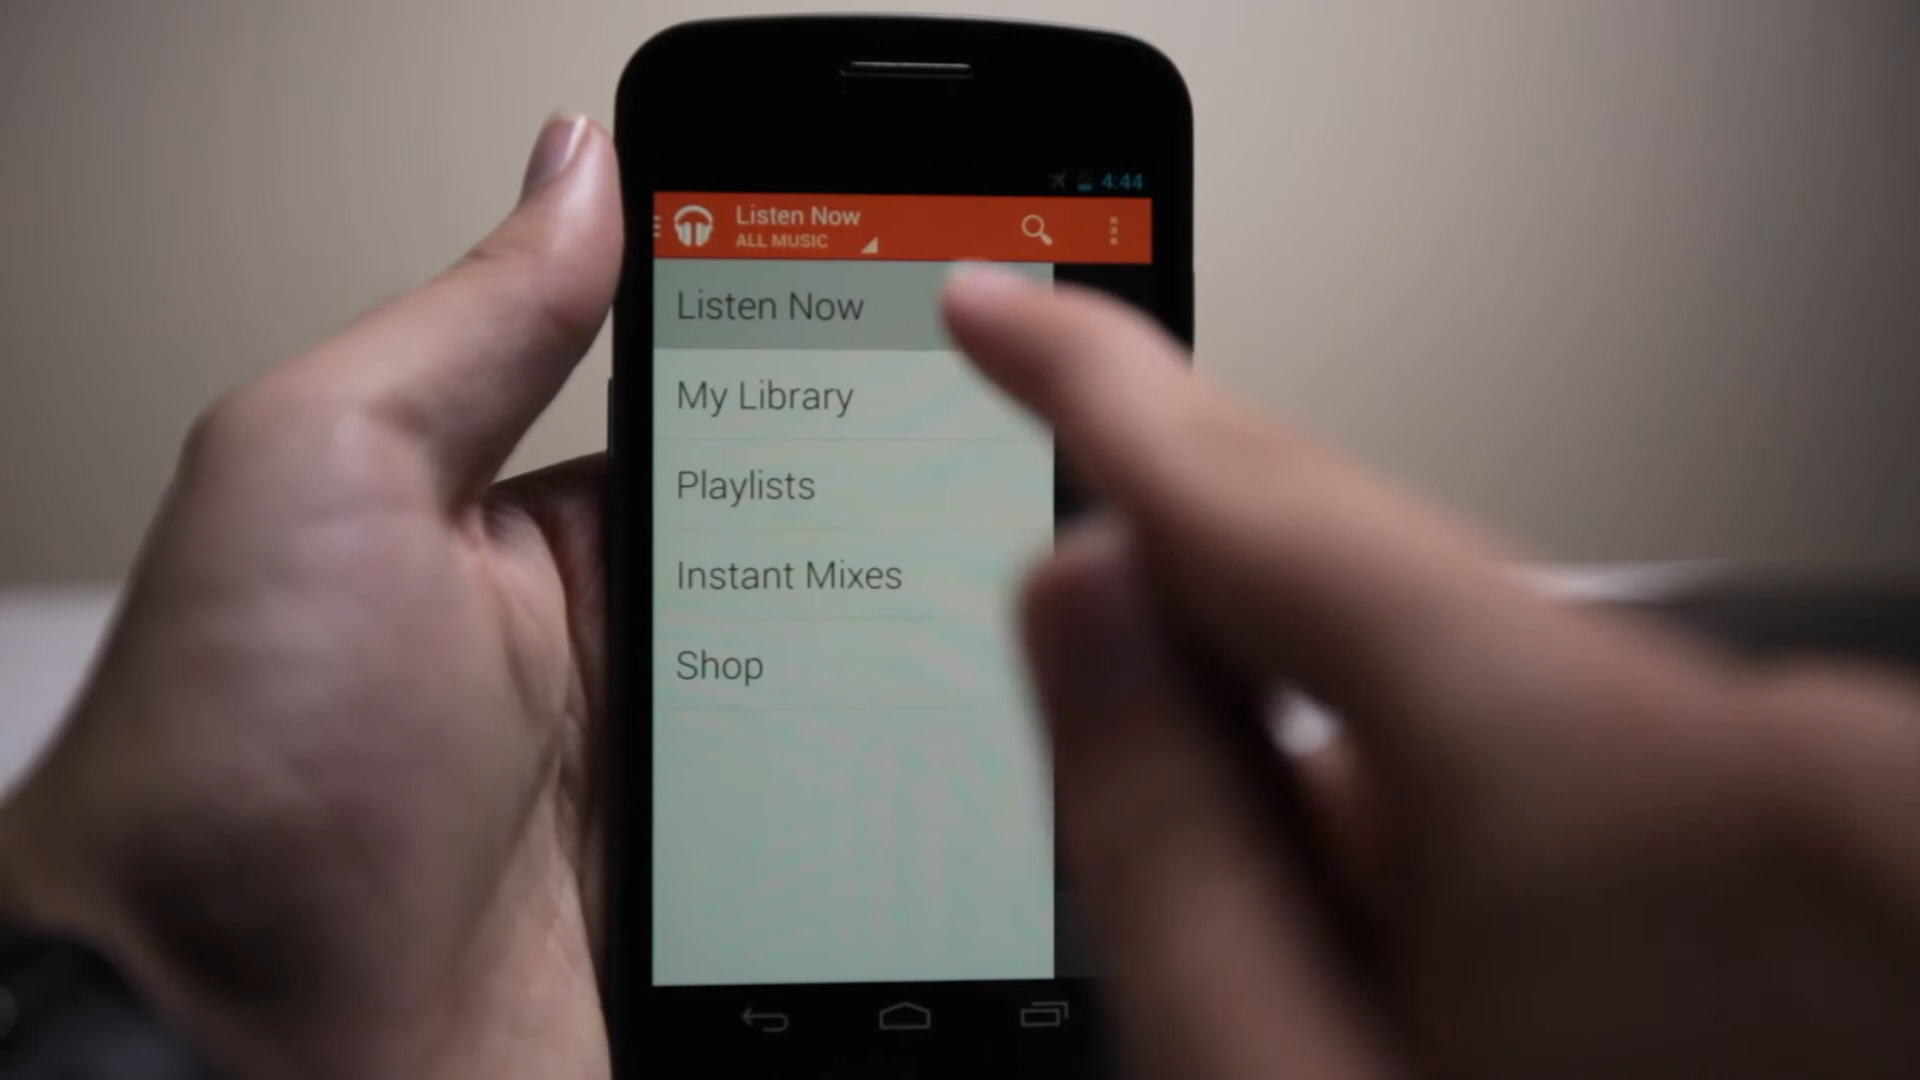 4:44
Listen Now
ALL MUSIC
Listen Now
My Library
Playlists
Instant Mixes
Shop